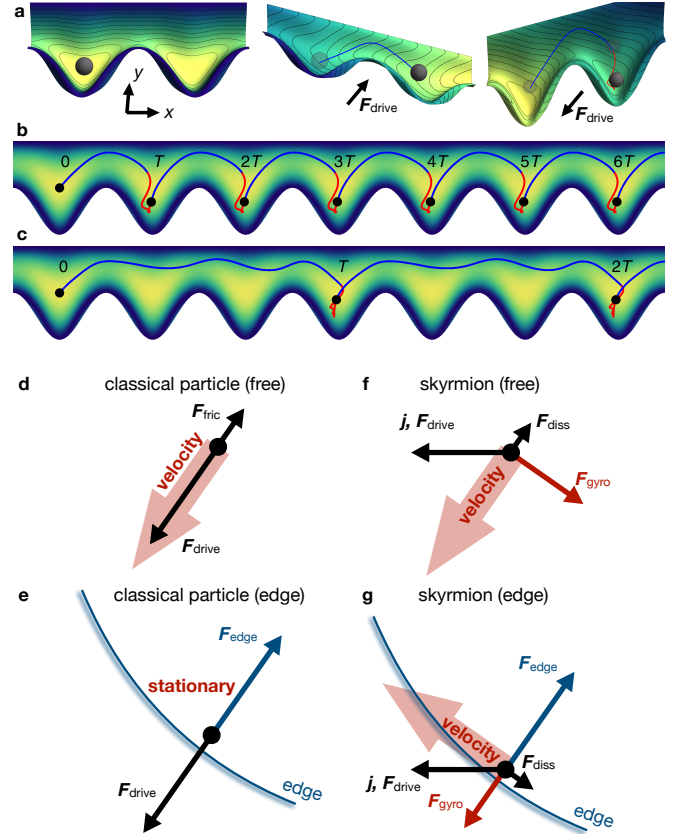 a
y
x
F_drive
F_drive
b
0 T 2T 3T 4T 5T 6T
c
0 T 2T
d classical particle (free)
F_fric
velocity
F_drive
f skyrmion (free)
j, F_drive
F_diss
velocity
F_gyro
e classical particle (edge)
F_edge
stationary
F_drive
edge
g skyrmion (edge)
F_edge
velocity
F_diss
j, F_drive
F_gyro
edge